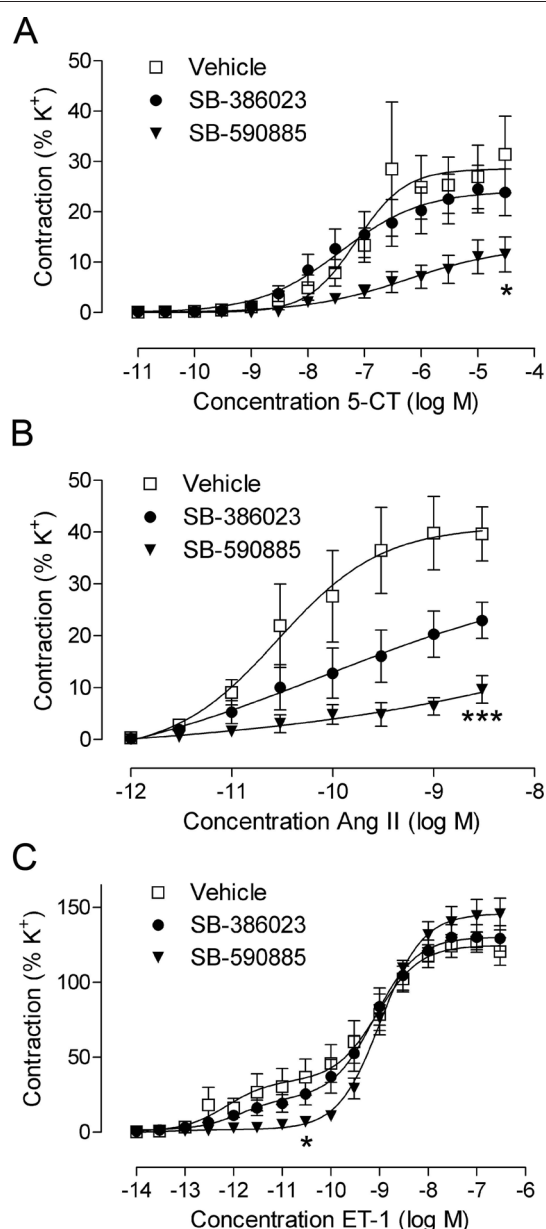 A
Contraction (% K⁺)
50
40
30
20
10
0
Vehicle
SB-386023
SB-590885
*
-11 -10 -9 -8 -7 -6 -5 -4
Concentration 5-CT (log M)
B
Contraction (% K⁺)
50
40
30
20
10
0
Vehicle
SB-386023
SB-590885
***
-12 -11 -10 -9 -8
Concentration Ang II (log M)
C
Contraction (% K⁺)
150
100
50
0
Vehicle
SB-386023
SB-590885
*
-14 -13 -12 -11 -10 -9 -8 -7 -6
Concentration ET-1 (log M)